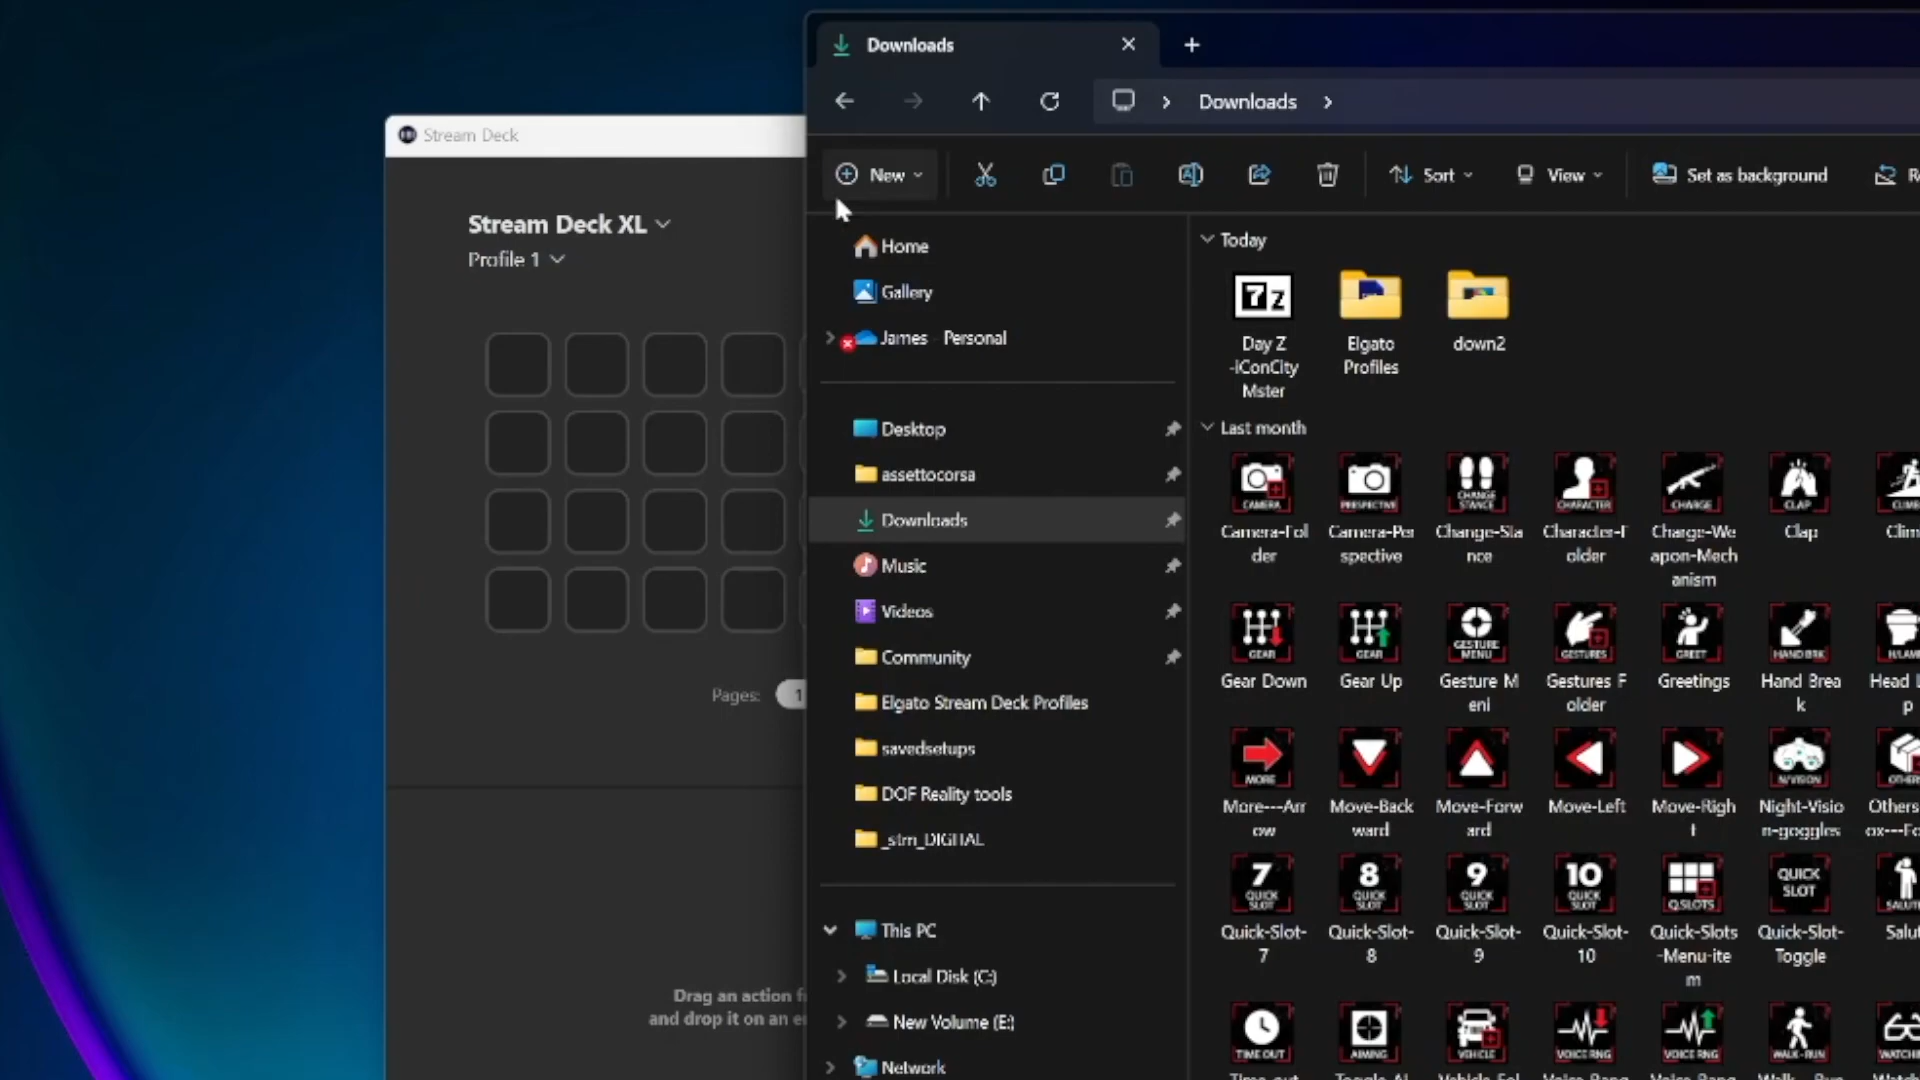 Downloads
Downloads
Stream Deck
New
Sort
View
Set as background
Stream Deck XL
Profile 1
Pages:
1
Drag an action
and drop it on an
Home
Gallery
James - Personal
Desktop
assettocorsa
Downloads
Music
Videos
Community
Elgato Stream Deck Profiles
savedsetups
DOF Reality tools
_stm_DIGITAL
This PC
Local Disk (C:)
New Volume (E:)
Network
Today
7z
Day Z
-iConCity
Mster
Elgato
Profiles
down2
Last month
CAMERA
PERSPECTIVE
CHANGE
STANCE
CHARACTER
CHARGE
CLAP
CLIMB
Camera-Fol
der
Camera-Per
spective
Change-Sta
nce
Character-F
older
Charge-We
apon-Mech
anism
Clap
Clim
GEAR
GEAR
GESTURE
MENU
GESTURES
GREET
HAND BRK
H/LAMP
Gear Down
Gear Up
Gesture M
enu
Gestures F
older
Greetings
Hand Brea
k
Head L
p
MORE
N/VISION
OTHERS
More---Arr
ow
Move-Back
ward
Move-Forw
ard
Move-Left
Move-Righ
t
Night-Visio
n-goggles
Others
ox---Fo
7
QUICK
SLOT
8
QUICK
SLOT
9
QUICK
SLOT
10
QUICK
SLOT
Q.SLOTS
QUICK
SLOT
SALUTE
Quick-Slot-
7
Quick-Slot-
8
Quick-Slot-
9
Quick-Slot-
10
Quick-Slots
-Menu-ite
m
Quick-Slot-
Toggle
Salut
TIME OUT
AIMING
VEHICLE
VOICE RNG
VOICE RNG
WALK - RUN
WATCH